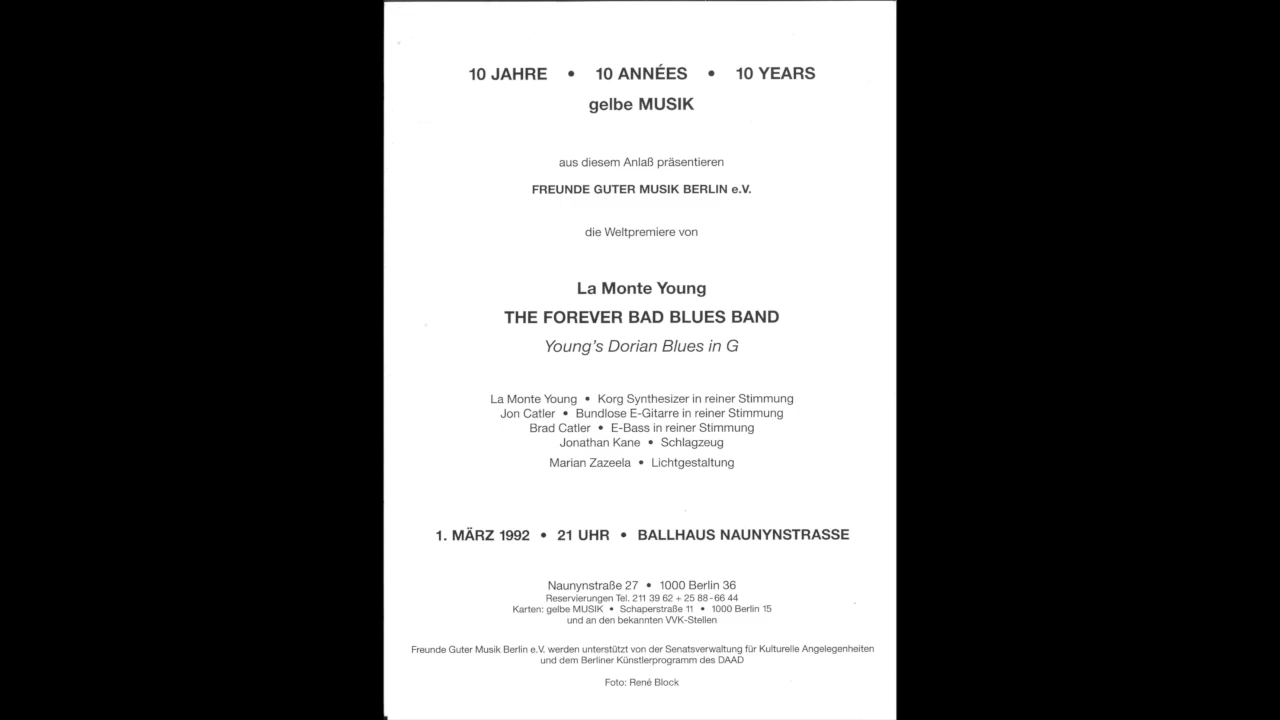 10 JAHRE • 10 ANNÉES • 10 YEARS
gelbe MUSIK
aus diesem Anlaß präsentieren
FREUNDE GUTER MUSIK BERLIN e.V.
die Weltpremiere von
La Monte Young
THE FOREVER BAD BLUES BAND
Young's Dorian Blues in G
La Monte Young • Korg Synthesizer in reiner Stimmung
Jon Catler • Bundlose E-Gitarre in reiner Stimmung
Brad Catler • E-Bass in reiner Stimmung
Jonathan Kane • Schlagzeug
Marian Zazeela • Lichtgestaltung
1. MÄRZ 1992 • 21 UHR • BALLHAUS NAUNYNSTRASSE
Naunynstraße 27 • 1000 Berlin 36
Reservierungen Tel. 211 39 62 + 25 88-66 44
Karten: gelbe MUSIK • Schaperstraße 11 • 1000 Berlin 15
und an den bekannten VVK-Stellen
Freunde Guter Musik Berlin e.V. werden unterstützt von der Senatsverwaltung für Kulturelle Angelegenheiten
und dem Berliner Künstlerprogramm des DAAD
Foto: René Block